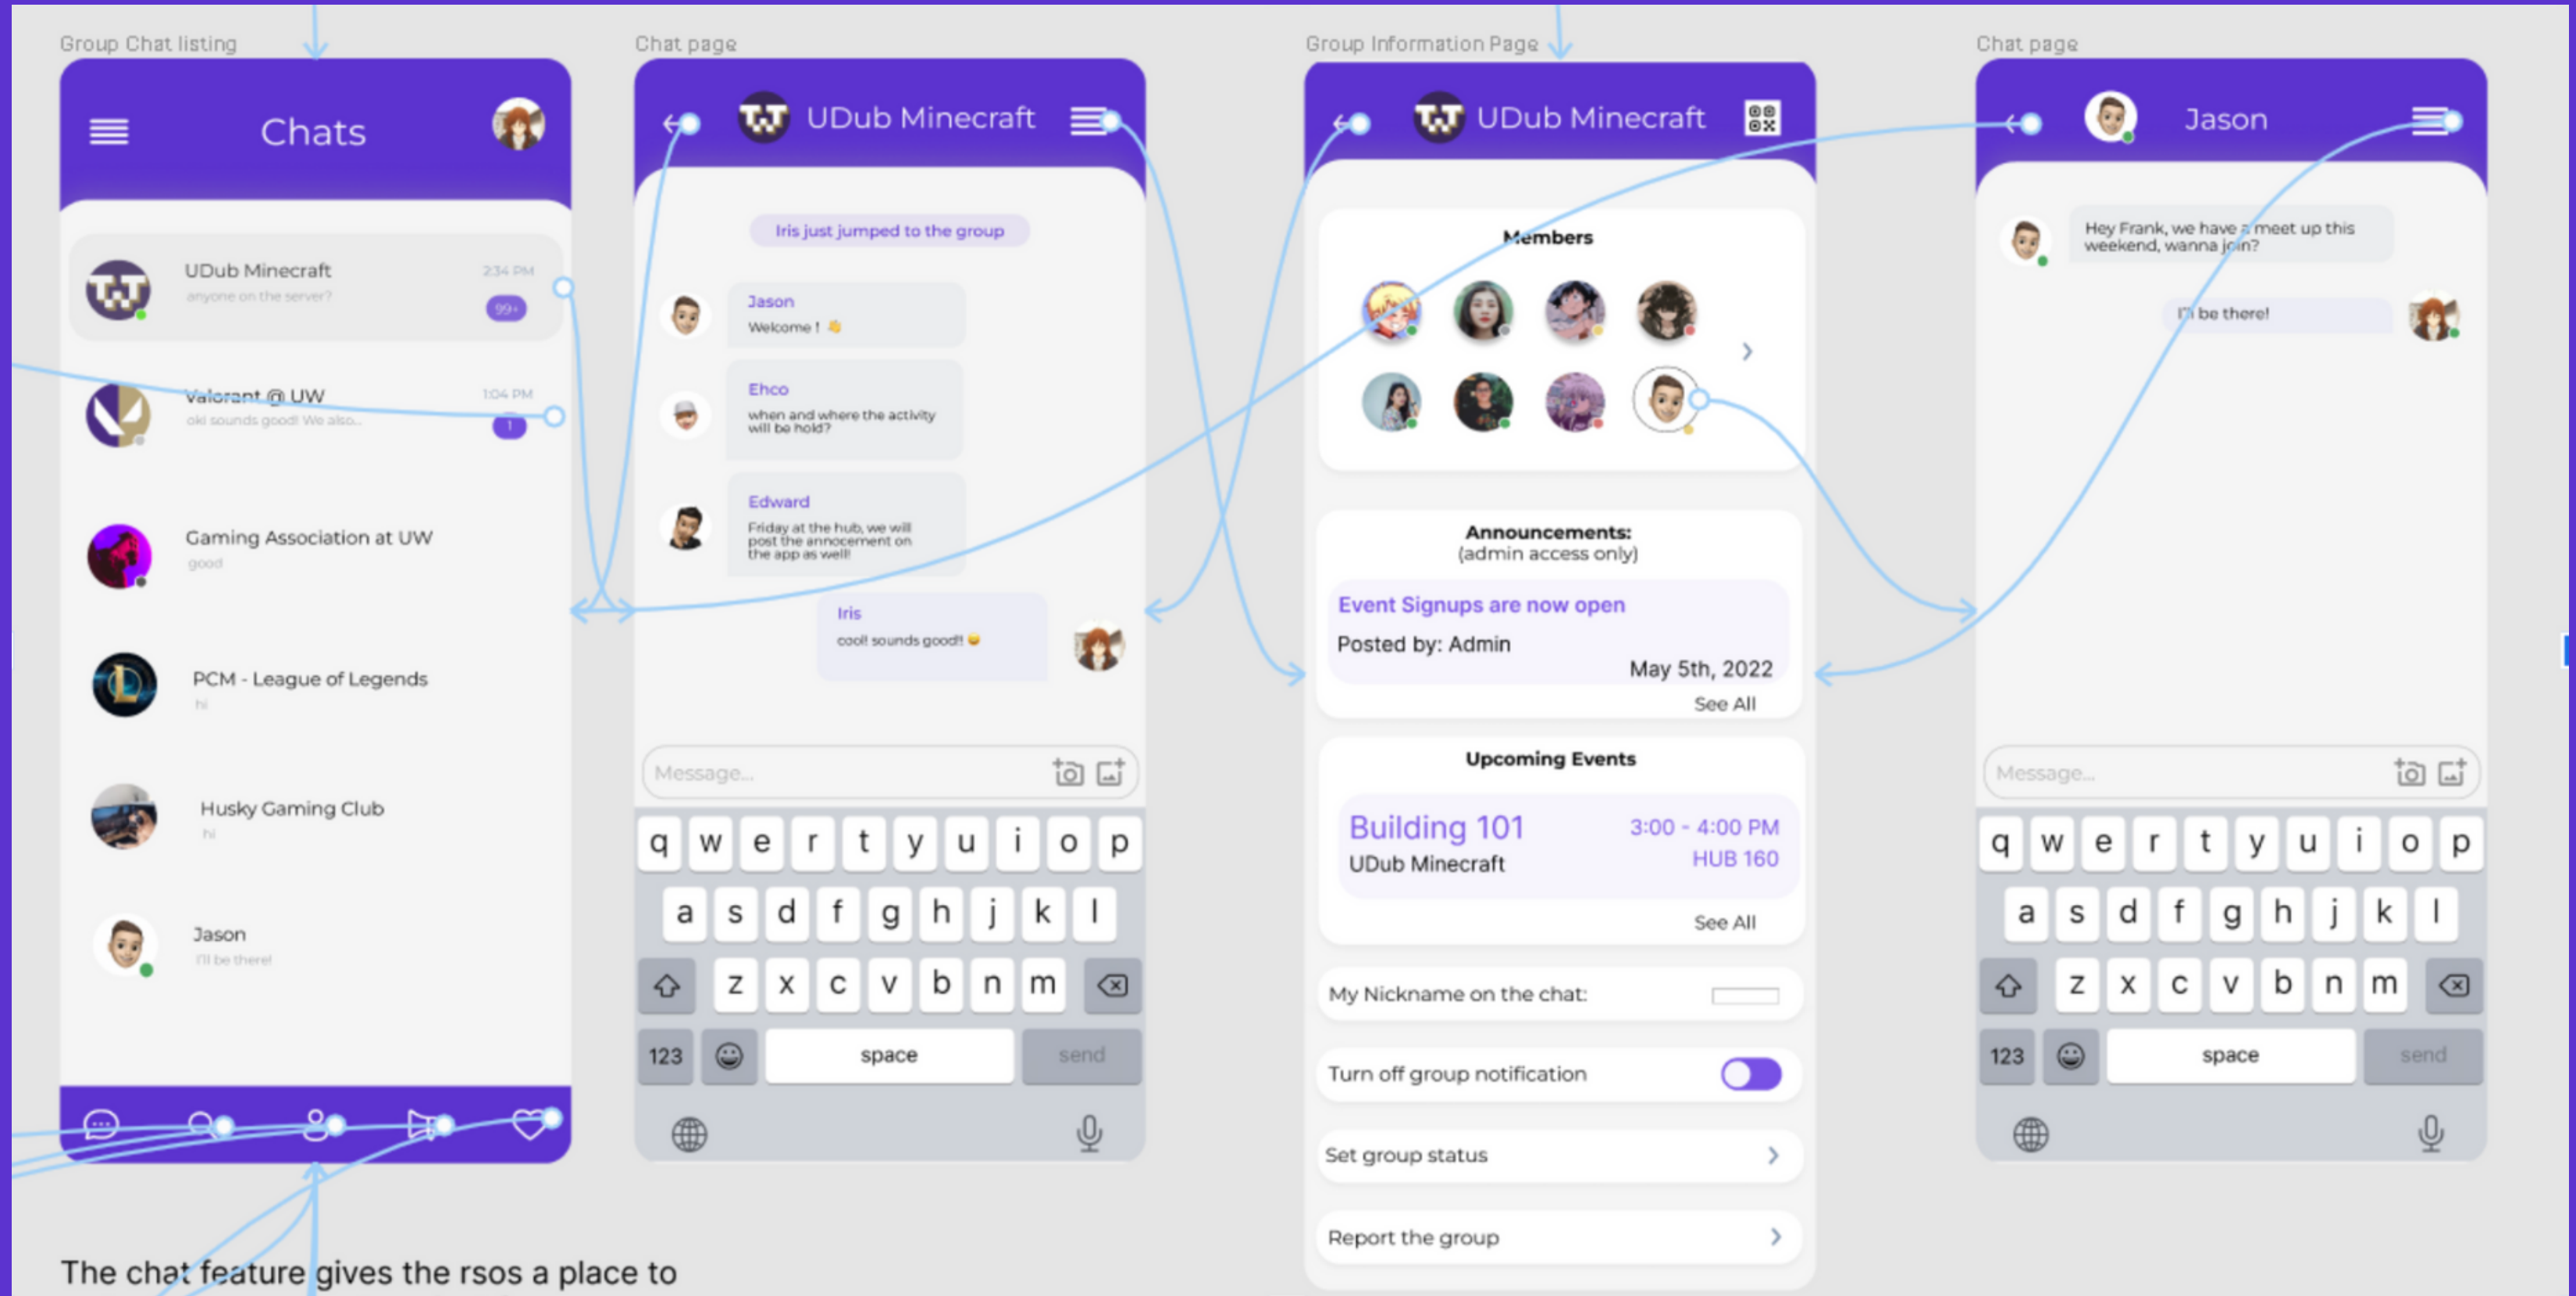 Group Chat listing
Chats
UDub Minecraft
2:34 PM
anyone on the server?
99+
Valorant @ UW
1:04 PM
oki sounds good! We also...
1
Gaming Association at UW
good
PCM - League of Legends
hi
Husky Gaming Club
hi
Jason
I'll be there!
The chat feature gives the rsos a place to
Chat page
UDub Minecraft
Iris just jumped to the group
Jason
Welcome ! 👋
Ehco
when and where the activity
will be hold?
Edward
Friday at the hub, we will
post the annocement on
the app as well!
Iris
cool! sounds good!! 😄
Message...
q w e r t y u i o p
a s d f g h j k l
z x c v b n m
123 space send
Group Information Page
UDub Minecraft
Members
Announcements:
(admin access only)
Event Signups are now open
Posted by: Admin
May 5th, 2022
See All
Upcoming Events
Building 101
3:00 - 4:00 PM
UDub Minecraft
HUB 160
See All
My Nickname on the chat:
Turn off group notification
Set group status
Report the group
Chat page
Jason
Hey Frank, we have a meet up this
weekend, wanna join?
I'll be there!
Message...
q w e r t y u i o p
a s d f g h j k l
z x c v b n m
123 space send